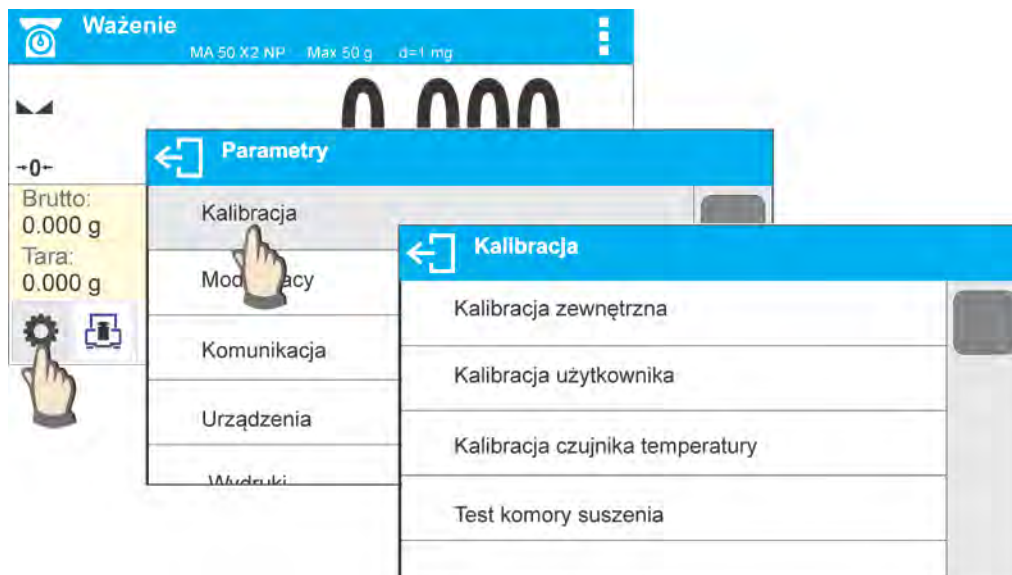 Ważenie
MA 50 X2 NP Max 50 g d=1 mg
0.000
→0←
Brutto:
0.000 g
Tara:
0.000 g
Parametry
Kalibracja
Komunikacja
Urządzenia
Wydruki
Kalibracja
Kalibracja zewnętrzna
Kalibracja użytkownika
Kalibracja czujnika temperatury
Test komory suszenia